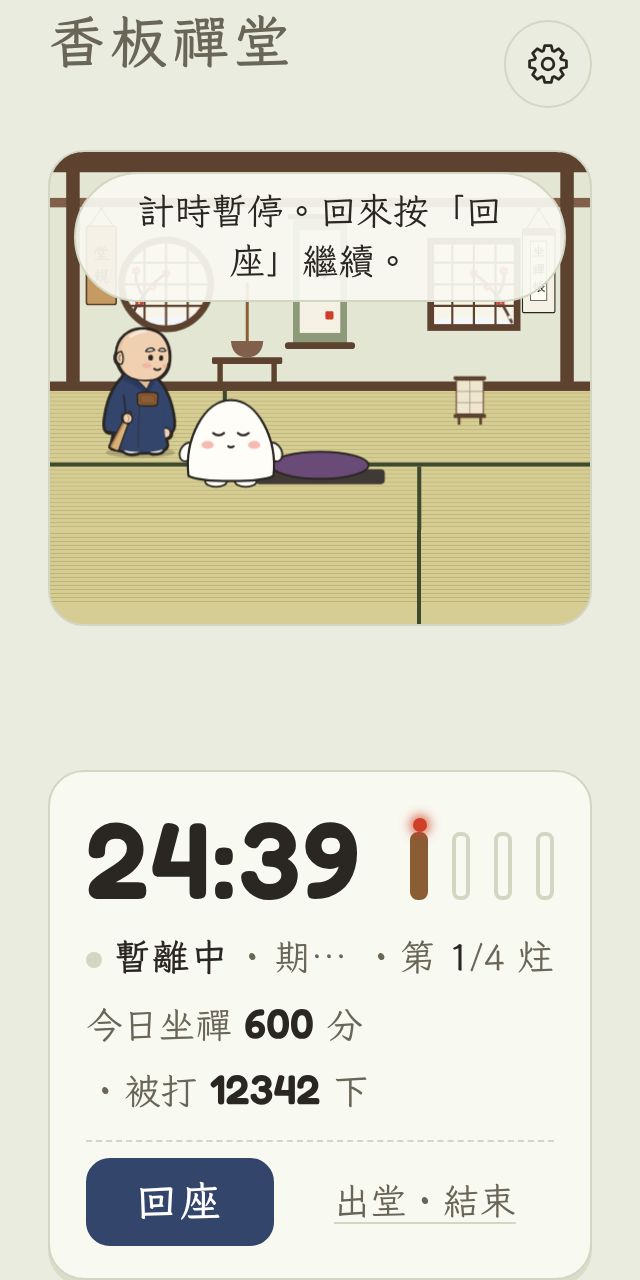 香板禪堂
計時暫停。回來按「回
座」繼續。
24:39
暫離中 · 期… · 第 1/4 炷
今日坐禪 600 分
· 被打 12342 下
回座
出堂·結束